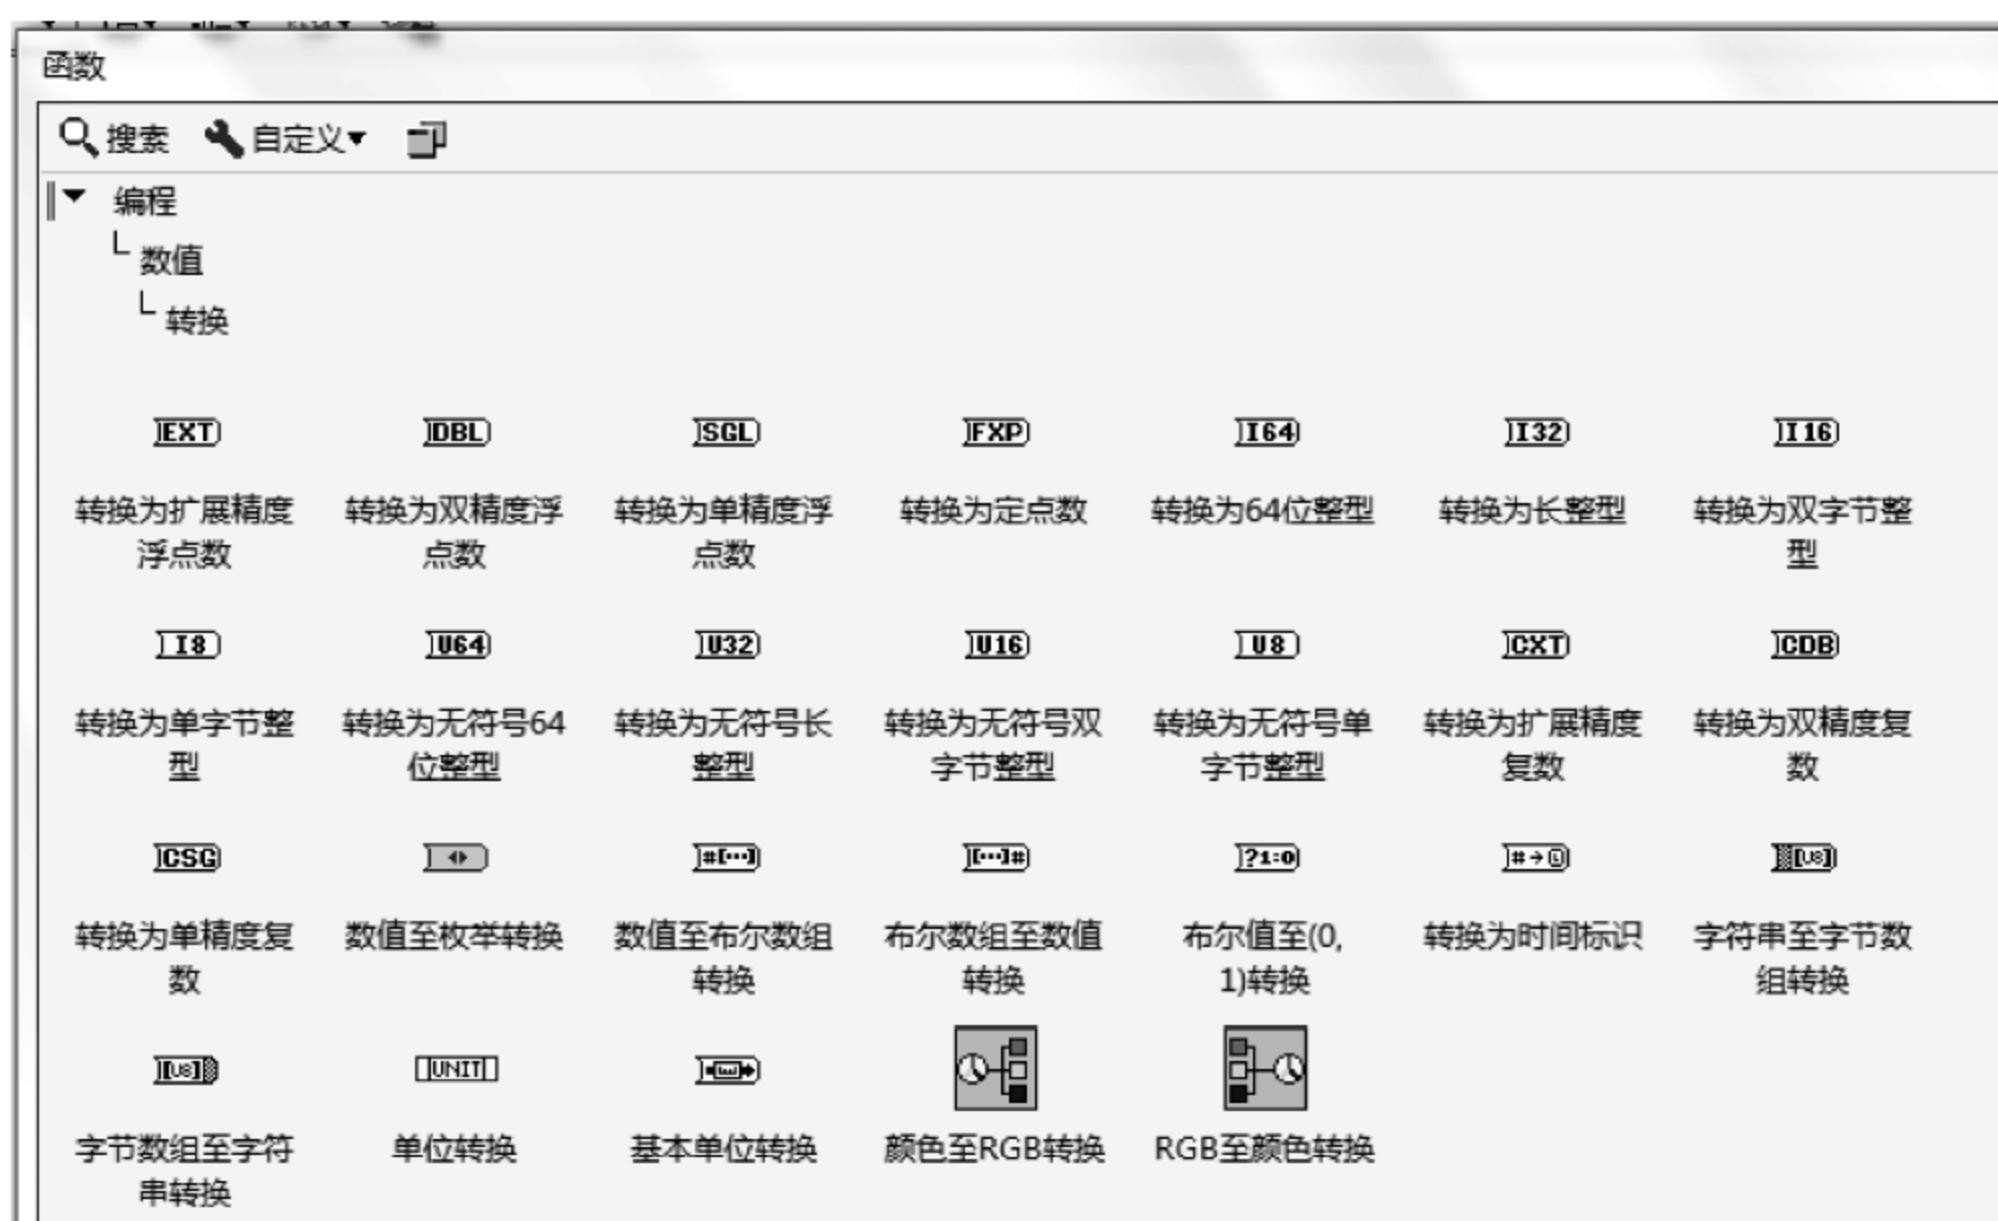 函数
搜索 自定义
编程
数值
转换
EXT DBL SGL FXP I64 I32 I16
转换为扩展精度 转换为双精度浮 转换为单精度浮 转换为定点数 转换为64位整型 转换为长整型 转换为双字节整
浮点数 点数 点数 型
I8 U64 U32 U16 U8 CXT CDB
转换为单字节整 转换为无符号64 转换为无符号长 转换为无符号双 转换为无符号单 转换为扩展精度 转换为双精度复
型 位整型 整型 字节整型 字节整型 复数 数
CSG #[···] [···]# ?1:0 #→ [U8]
转换为单精度复 数值至枚举转换 数值至布尔数组 布尔数组至数值 布尔值至(0, 转换为时间标识 字符串至字节数
数 转换 转换 1)转换 组转换
[U8] UNIT
字节数组至字符 单位转换 基本单位转换 颜色至RGB转换 RGB至颜色转换
串转换